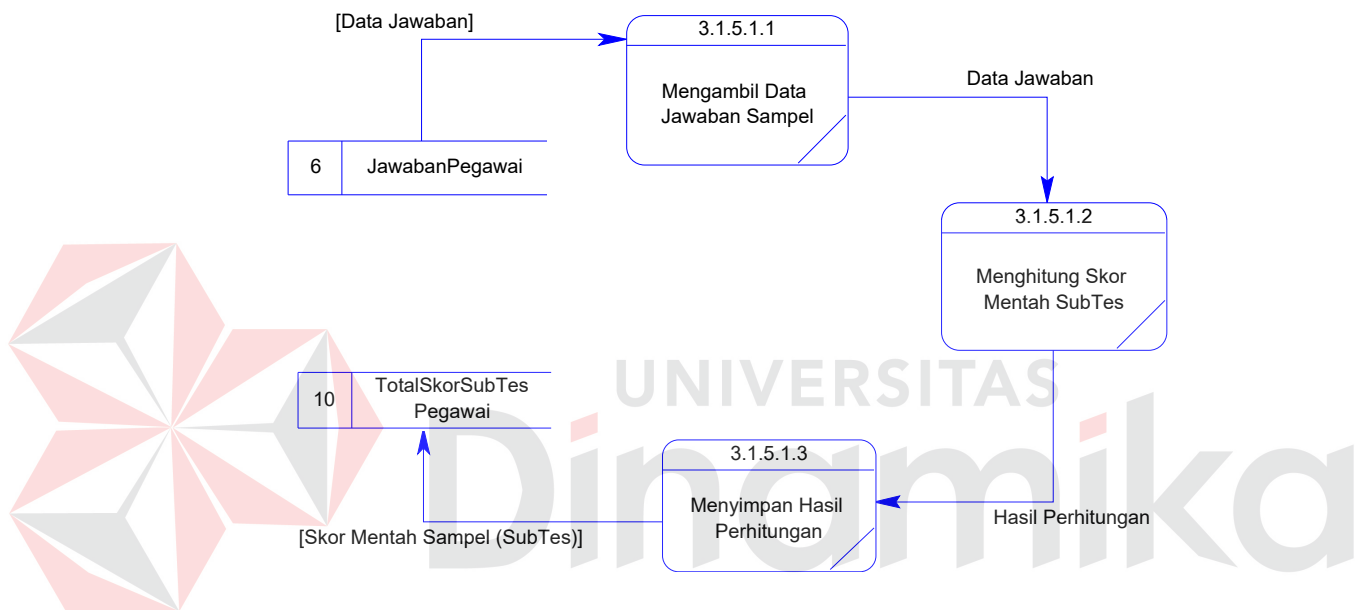 [Data Jawaban]
3.1.5.1.1
Mengambil Data
Jawaban Sampel
Data Jawaban
6
JawabanPegawai
3.1.5.1.2
Menghitung Skor
Mentah SubTes
UNIVERSITAS
Dinamika
10
TotalSkorSubTes
Pegawai
3.1.5.1.3
Menyimpan Hasil
Perhitungan
Hasil Perhitungan
[Skor Mentah Sampel (SubTes)]